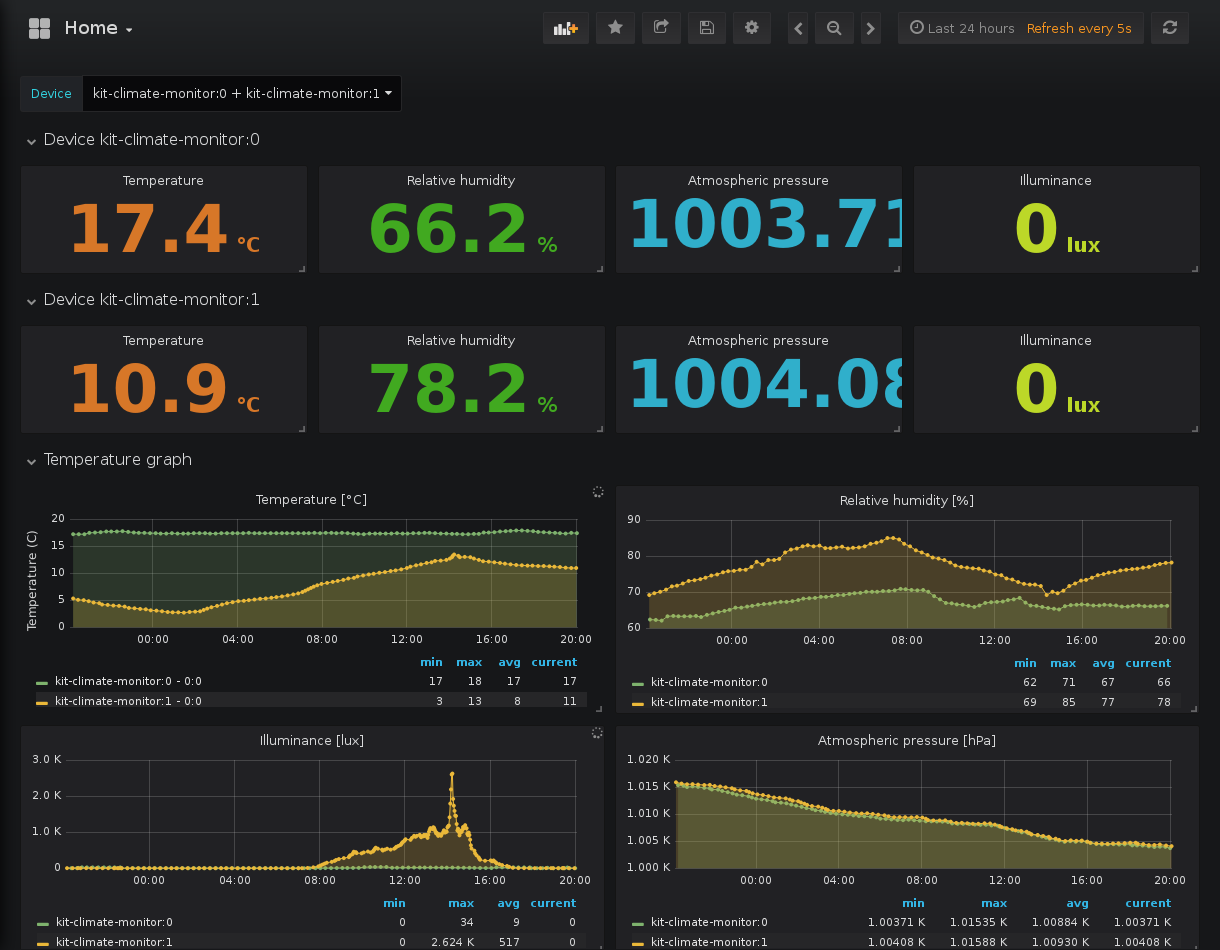 Home
Last 24 hours Refresh every 5s
Device kit-climate-monitor:0 + kit-climate-monitor:1
Device kit-climate-monitor:0
Temperature Relative humidity Atmospheric pressure Illuminance
17.4 °C 66.2 % 1003.71 0 lux
Device kit-climate-monitor:1
Temperature Relative humidity Atmospheric pressure Illuminance
10.9 °C 78.2 % 1004.08 0 lux
Temperature graph
Temperature [°C]
Temperature (C)
20
15
10
5
0
00:00 04:00 08:00 12:00 16:00 20:00
min max avg current
kit-climate-monitor:0 - 0:0 17 18 17 17
kit-climate-monitor:1 - 0:0 3 13 8 11
Relative humidity [%]
90
80
70
60
00:00 04:00 08:00 12:00 16:00 20:00
min max avg current
kit-climate-monitor:0 62 71 67 66
kit-climate-monitor:1 69 85 77 78
Illuminance [lux]
3.0 K
2.0 K
1.0 K
0
00:00 04:00 08:00 12:00 16:00 20:00
min max avg current
kit-climate-monitor:0 0 34 9 0
kit-climate-monitor:1 0 2.624 K 517 0
Atmospheric pressure [hPa]
1.020 K
1.015 K
1.010 K
1.005 K
1.000 K
00:00 04:00 08:00 12:00 16:00 20:00
min max avg current
kit-climate-monitor:0 1.00371 K 1.01535 K 1.00884 K 1.00371 K
kit-climate-monitor:1 1.00408 K 1.01588 K 1.00930 K 1.00408 K